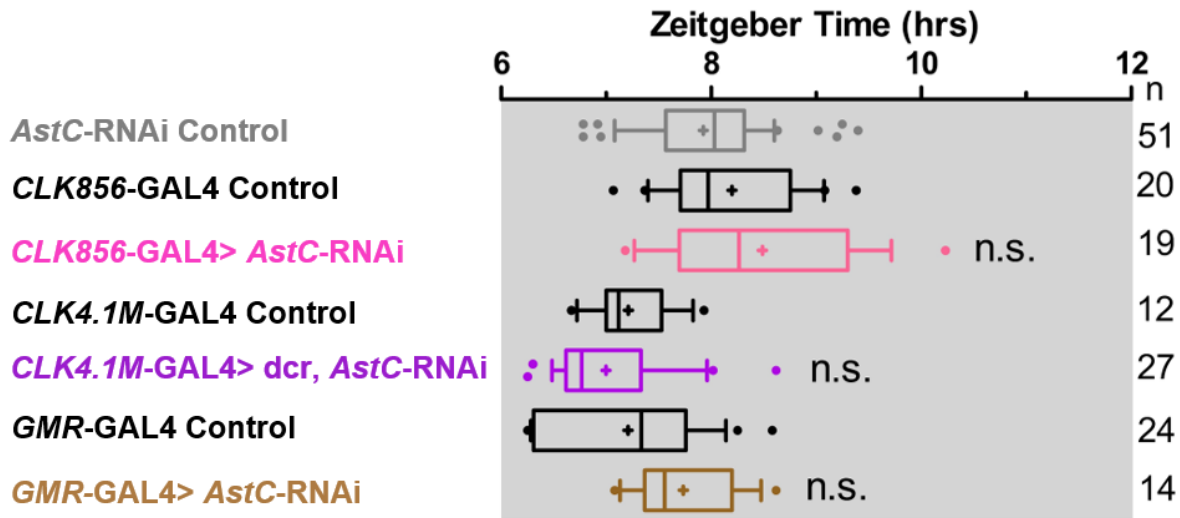 Zeitgeber Time (hrs)
6 8 10 12
n
AstC-RNAi Control 51
CLK856-GAL4 Control 20
CLK856-GAL4> AstC-RNAi n.s. 19
CLK4.1M-GAL4 Control 12
CLK4.1M-GAL4> dcr, AstC-RNAi n.s. 27
GMR-GAL4 Control 24
GMR-GAL4> AstC-RNAi n.s. 14